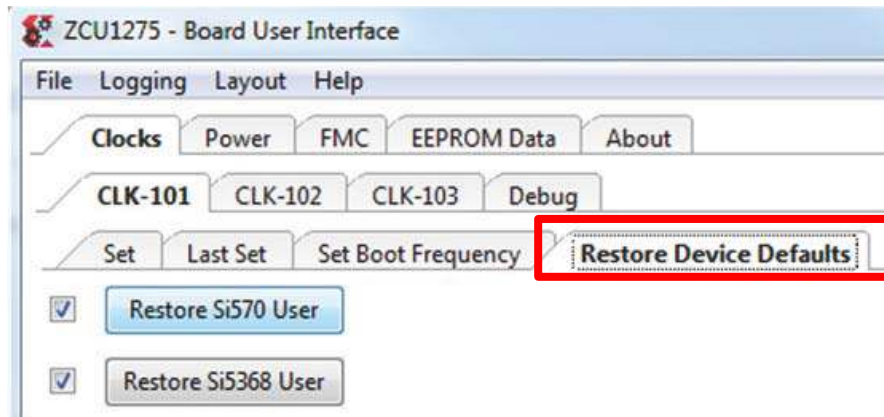 ZCU1275 - Board User Interface
File Logging Layout Help
Clocks Power FMC EEPROM Data About
CLK-101 CLK-102 CLK-103 Debug
Set Last Set Set Boot Frequency Restore Device Defaults
Restore Si570 User
Restore Si5368 User